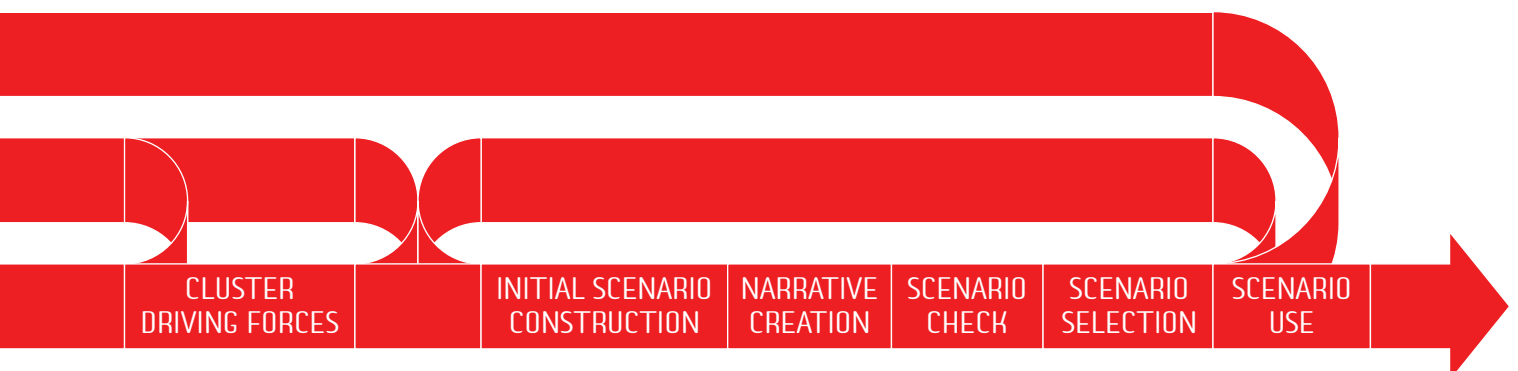 CLUSTER
DRIVING FORCES
INITIAL SCENARIO
CONSTRUCTION
NARRATIVE
CREATION
SCENARIO
CHECK
SCENARIO
SELECTION
SCENARIO
USE